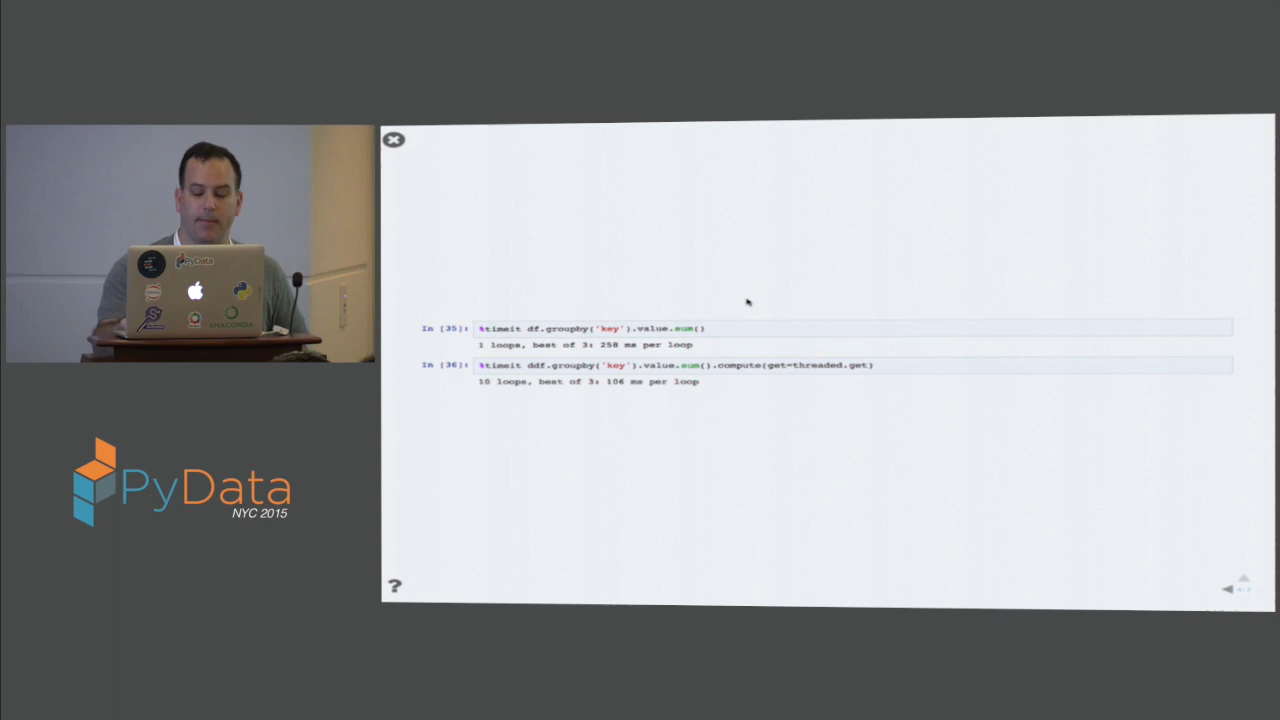 In [35]: %timeit df.groupby('key').value.sum()
1 loops, best of 3: 258 ms per loop
In [36]: %timeit ddf.groupby('key').value.sum().compute(get=threaded.get)
10 loops, best of 3: 106 ms per loop
?
PyData
ANACONDA
PyData
NYC 2015